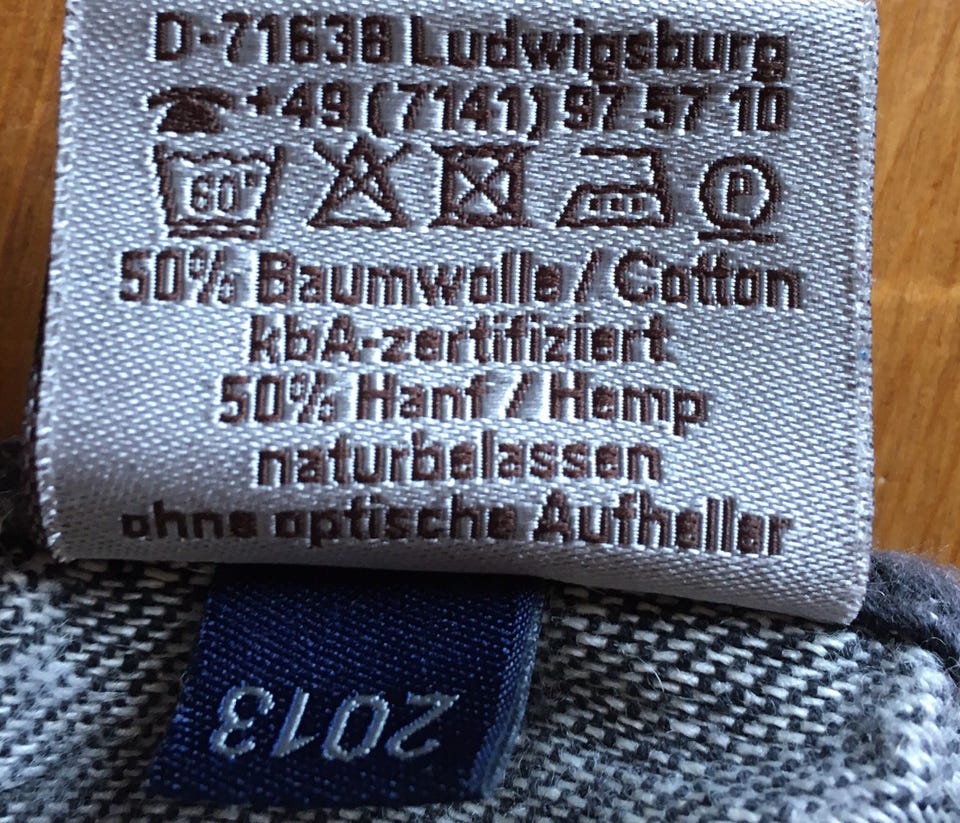 D-71638 Ludwigsburg
☎ +49 (7141) 97 57 10
60°
P
50% Baumwolle / Cotton
kbA-zertifiziert
50% Hanf / Hemp
naturbelassen
ohne optische Aufheller
2013